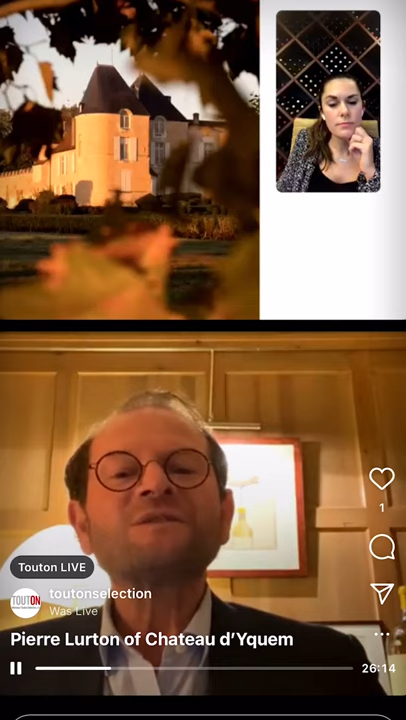 Touton LIVE
TOUTON
toutonselection
Was Live
1
Pierre Lurton of Chateau d'Yquem
26:14